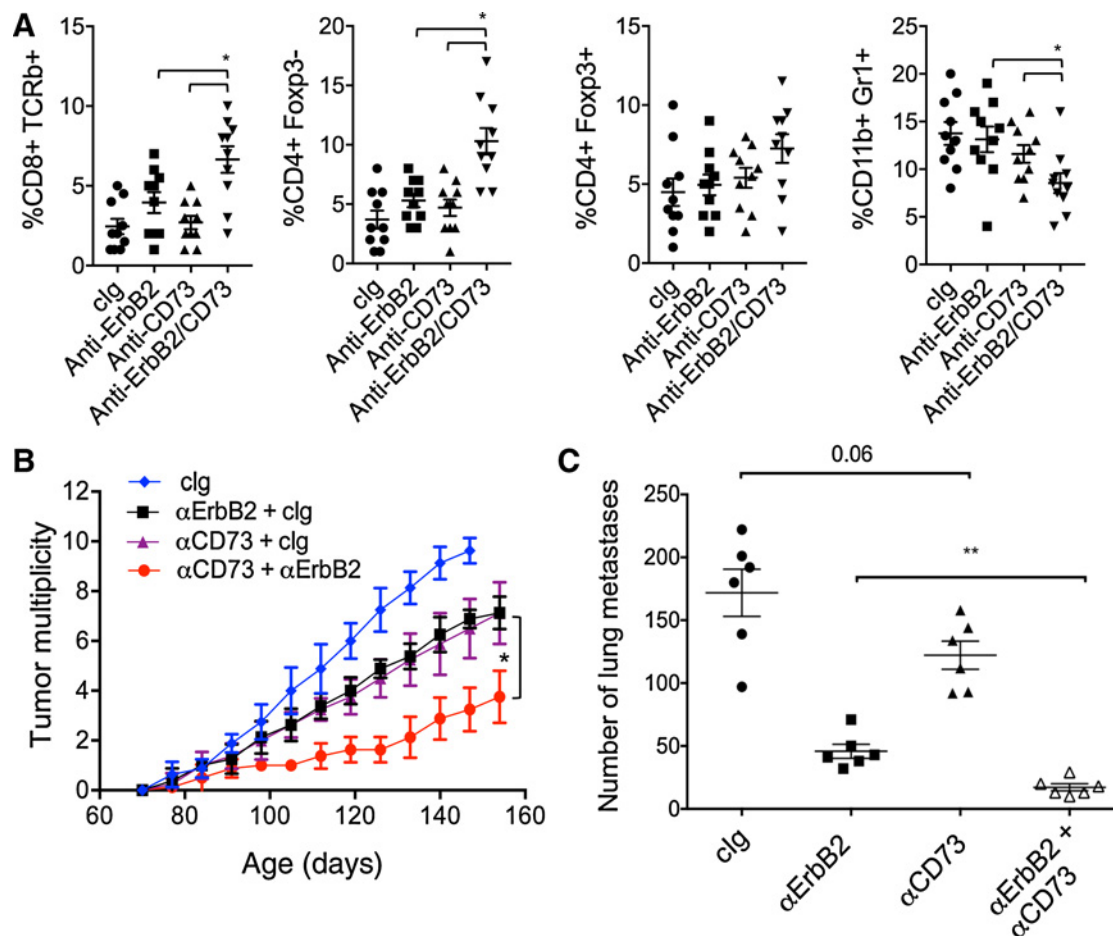 A
%CD8+ TCRb+
15
10
5
0
cIg
Anti-ErbB2
Anti-CD73
Anti-ErbB2/CD73
*
%CD4+ Foxp3-
20
15
10
5
0
cIg
Anti-ErbB2
Anti-CD73
Anti-ErbB2/CD73
*
%CD4+ Foxp3+
15
10
5
0
cIg
Anti-ErbB2
Anti-CD73
Anti-ErbB2/CD73
%CD11b+ Gr1+
25
20
15
10
5
0
cIg
Anti-ErbB2
Anti-CD73
Anti-ErbB2/CD73
*
B
Tumor multiplicity
12
10
8
6
4
2
0
60 80 100 120 140 160
Age (days)
cIg
αErbB2 + cIg
αCD73 + cIg
αCD73 + αErbB2
*
C
Number of lung metastases
250
200
150
100
50
0
0.06
**
cIg
αErbB2
αCD73
αErbB2 +
αCD73